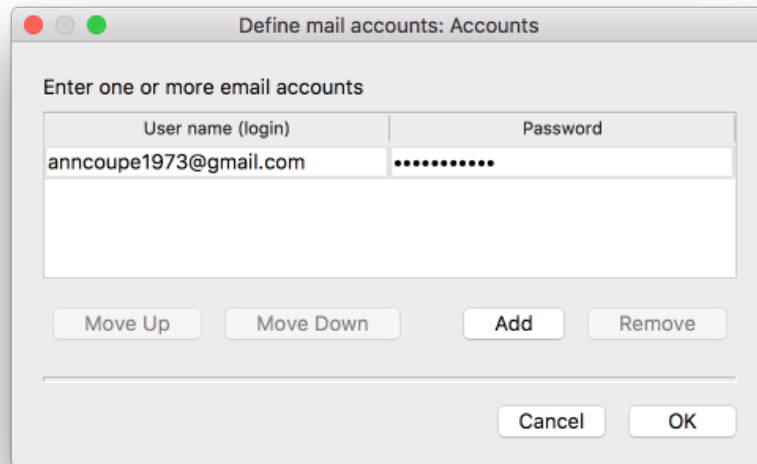 Define mail accounts: Accounts
Enter one or more email accounts
User name (login) Password
anncoupe1973@gmail.com •••••••••••
Move Up Move Down Add Remove
Cancel OK